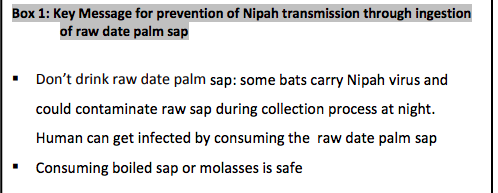 Box 1: Key Message for prevention of Nipah transmission through ingestion
of raw date palm sap
▪ Don't drink raw date palm sap: some bats carry Nipah virus and
could contaminate raw sap during collection process at night.
Human can get infected by consuming the raw date palm sap
▪ Consuming boiled sap or molasses is safe